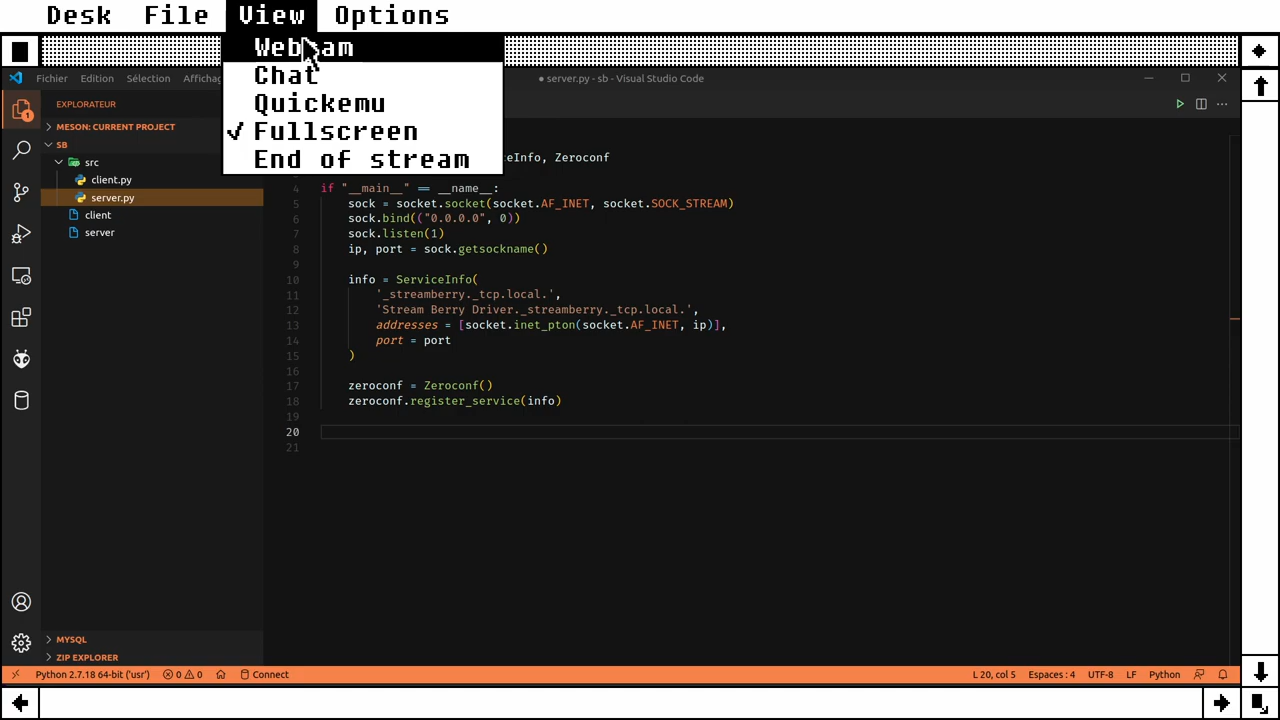 Desk File View Options
Webcam
Chat
Quickemu
✓ Fullscreen
End of stream
Fichier Edition Sélection Affichag
● server.py - sb - Visual Studio Code
EXPLORATEUR
MESON: CURRENT PROJECT
SB
src
client.py
server.py
client
server
MYSQL
ZIP EXPLORER
1
ceInfo, Zeroconf
4 if "__main__" == __name__:
5 sock = socket.socket(socket.AF_INET, socket.SOCK_STREAM)
6 sock.bind(("0.0.0.0", 0))
7 sock.listen(1)
8 ip, port = sock.getsockname()
9
10 info = ServiceInfo(
11 '_streamberry._tcp.local.',
12 'Stream Berry Driver._streamberry._tcp.local.',
13 addresses = [socket.inet_pton(socket.AF_INET, ip)],
14 port = port
15 )
16
17 zeroconf = Zeroconf()
18 zeroconf.register_service(info)
19
20
21
Python 2.7.18 64-bit ('usr') 0 0 Connect L 20, col 5 Espaces : 4 UTF-8 LF Python